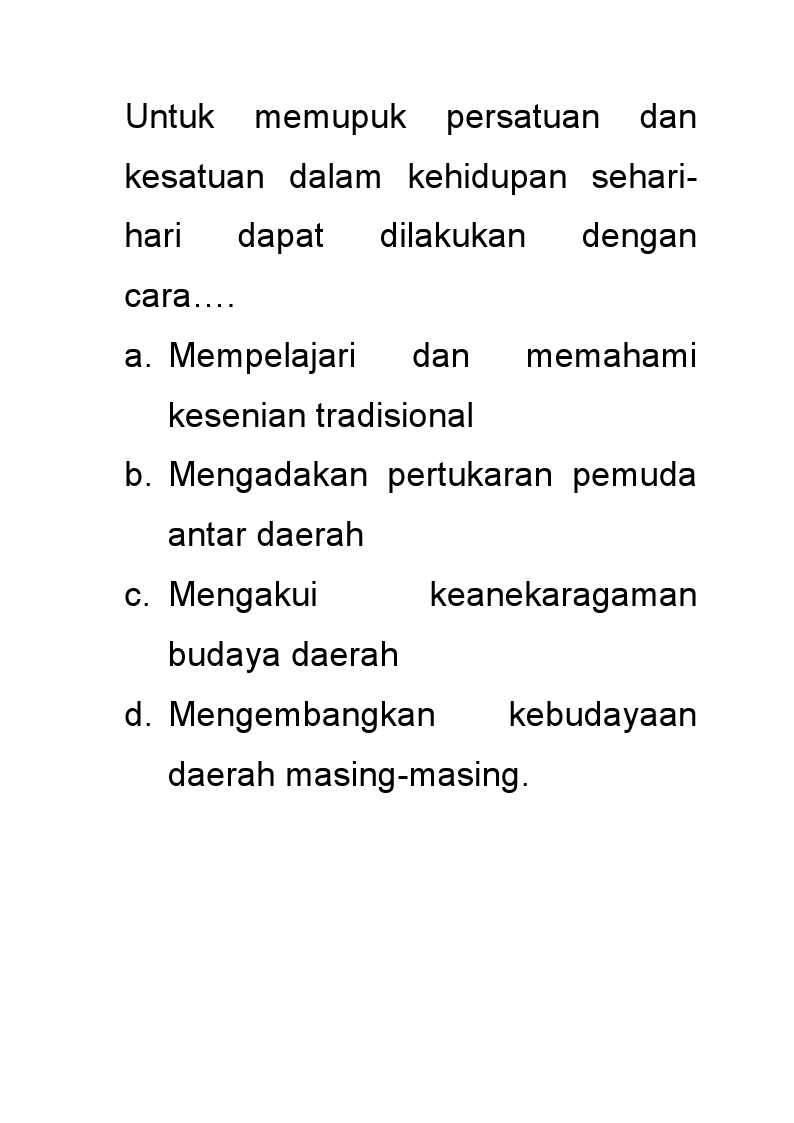 Untuk memupuk persatuan dan
kesatuan dalam kehidupan sehari-
hari dapat dilakukan dengan
cara….
a. Mempelajari dan memahami
kesenian tradisional
b. Mengadakan pertukaran pemuda
antar daerah
c. Mengakui keanekaragaman
budaya daerah
d. Mengembangkan kebudayaan
daerah masing-masing.